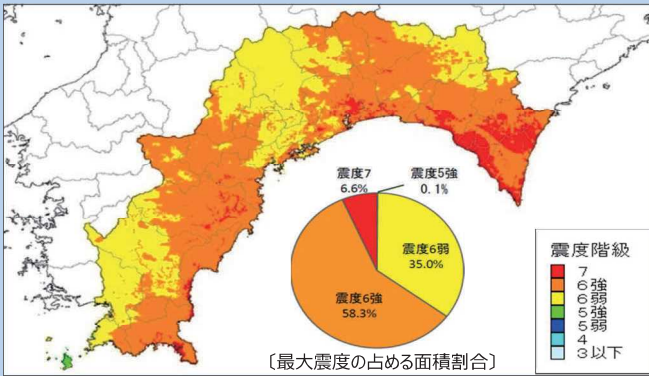 震度7
6.6%
震度5強
0.1%
震度6弱
35.0%
震度6強
58.3%
〔最大震度の占める面積割合〕
震度階級
7
6強
6弱
5強
5弱
4
3以下